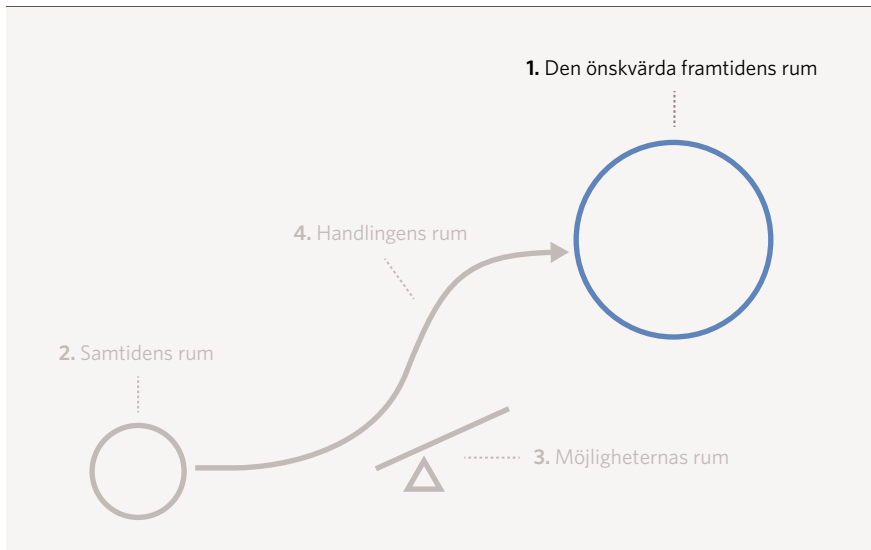 1. Den önskvärda framtidens rum
4. Handlingens rum
2. Samtidens rum
3. Möjligheternas rum